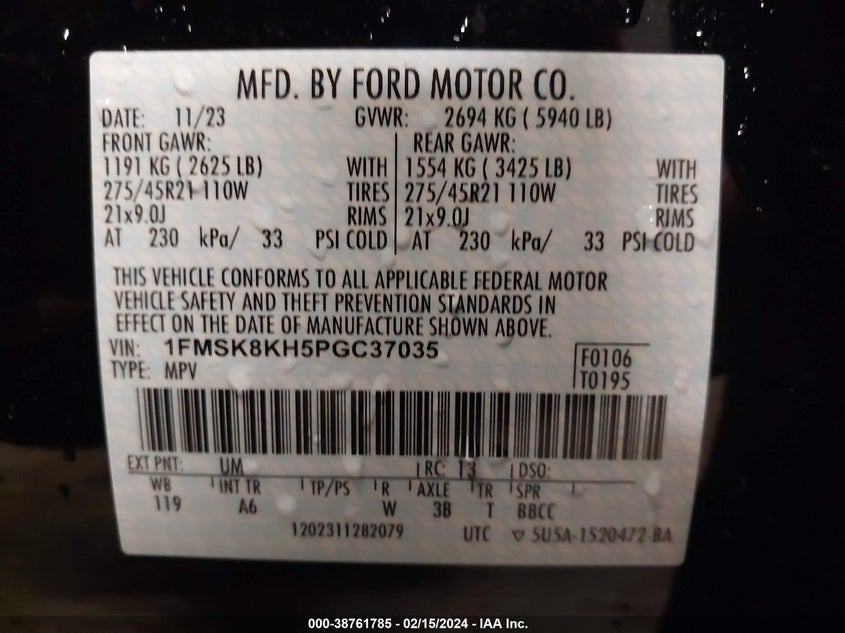 MFD. BY FORD MOTOR CO.
DATE: 11/23 GVWR: 2694 KG ( 5940 LB)
FRONT GAWR: REAR GAWR:
1191 KG ( 2625 LB) WITH 1554 KG ( 3425 LB) WITH
275/45R21 110W TIRES 275/45R21 110W TIRES
21x9.0J RIMS 21x9.0J RIMS
AT 230 kPa/ 33 PSI COLD AT 230 kPa/ 33 PSI COLD
THIS VEHICLE CONFORMS TO ALL APPLICABLE FEDERAL MOTOR
VEHICLE SAFETY AND THEFT PREVENTION STANDARDS IN
EFFECT ON THE DATE OF MANUFACTURE SHOWN ABOVE.
VIN: 1FMSK8KH5PGC37035 F0106
TYPE: MPV T0195
EXT PNT: UM RC: 13 DSO:
WB INT TR TP/PS R AXLE TR SPR
119 A6 W 3B T BBCC
1202311282079 UTC ▽ 5U5A-1520472-BA
000-38761785 - 02/15/2024 - IAA Inc.